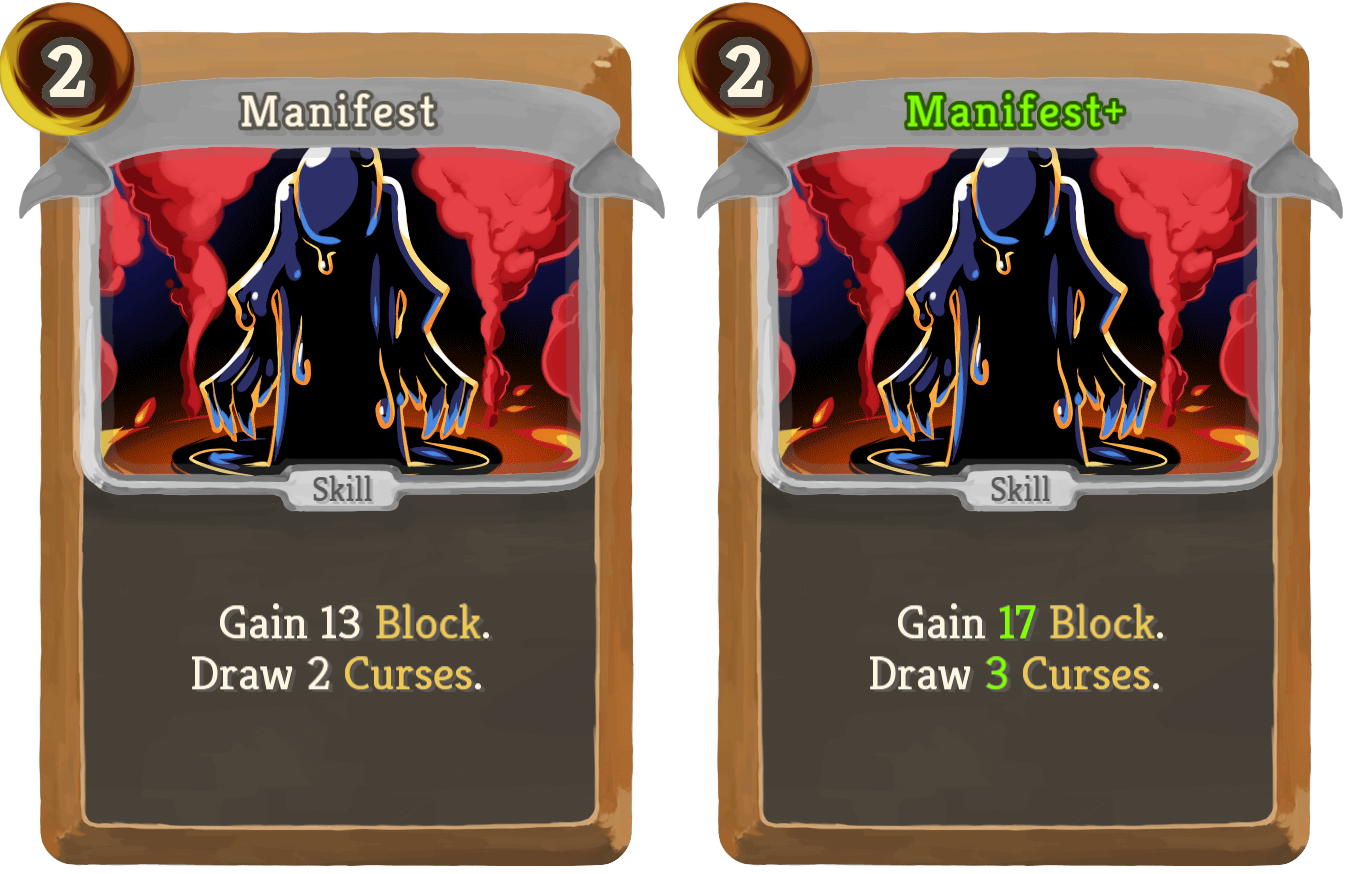 2
Manifest
Skill
Gain 13 Block.
Draw 2 Curses.
2
Manifest+
Skill
Gain 17 Block.
Draw 3 Curses.